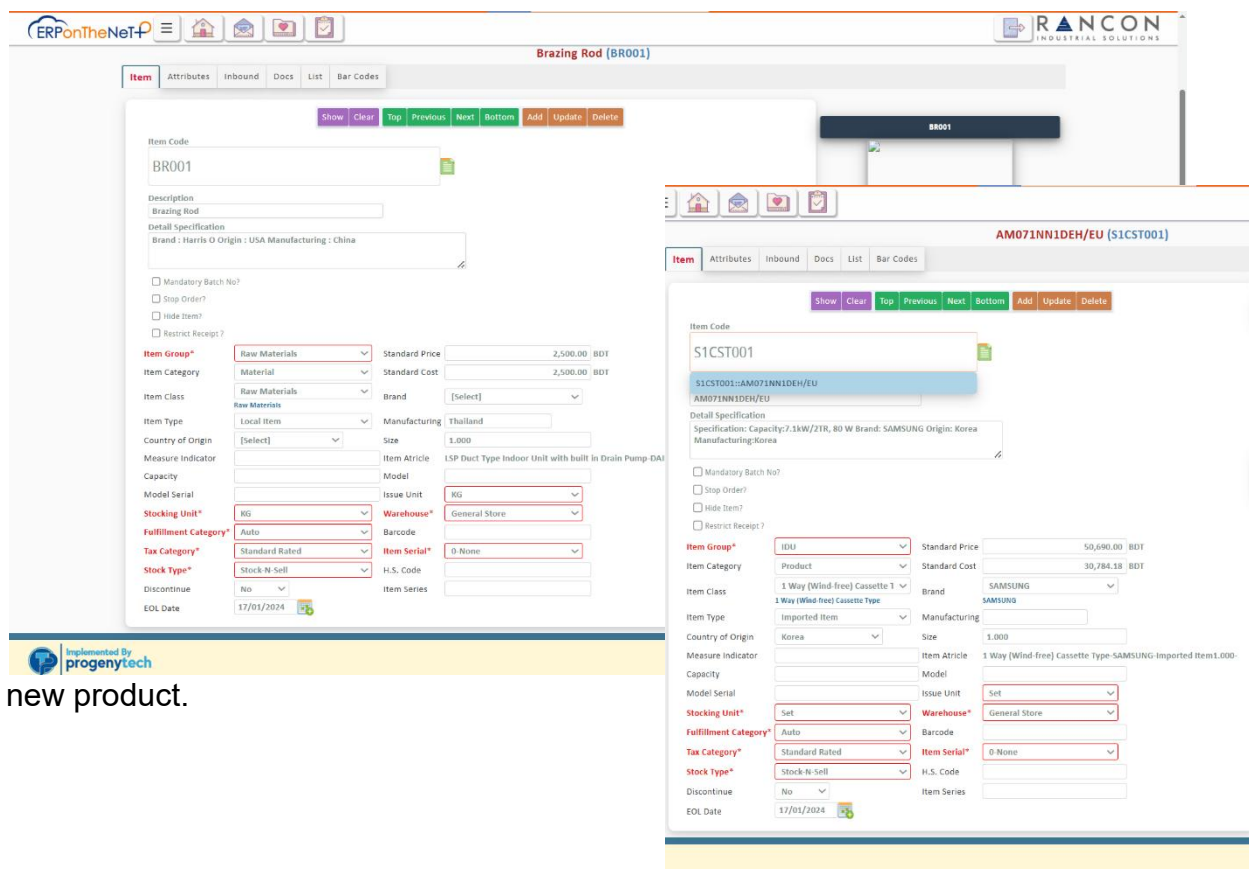 ERPonTheNeT
RANCON
INDUSTRIAL SOLUTIONS
Brazing Rod (BR001)
Item Attributes Inbound Docs List Bar Codes
Show Clear Top Previous Next Bottom Add Update Delete
BR001
Item Code
BR001
Description
Brazing Rod
Detail Specification
Brand : Harris O Origin : USA Manufacturing : China
Mandatory Batch No?
Stop Order?
Hide Item?
Restrict Receipt ?
Item Group* Raw Materials Standard Price 2,500.00 BDT
Item Category Material Standard Cost 2,500.00 BDT
Item Class Raw Materials Brand [Select]
Raw Materials
Item Type Local Item Manufacturing Thailand
Country of Origin [Select] Size 1.000
Measure Indicator Item Atricle LSP Duct Type Indoor Unit with built in Drain Pump-DAI
Capacity Model
Model Serial Issue Unit KG
Stocking Unit* KG Warehouse* General Store
Fulfillment Category* Auto Barcode
Tax Category* Standard Rated Item Serial* 0-None
Stock Type* Stock-N-Sell H.S. Code
Discontinue No Item Series
EOL Date 17/01/2024
Implemented By
progenytech
new product.
AM071NN1DEH/EU (S1CST001)
Item Attributes Inbound Docs List Bar Codes
Show Clear Top Previous Next Bottom Add Update Delete
Item Code
S1CST001
S1CST001::AM071NN1DEH/EU
AM071NN1DEH/EU
Detail Specification
Specification: Capacity:7.1kW/2TR, 80 W Brand: SAMSUNG Origin: Korea
Manufacturing:Korea
Mandatory Batch No?
Stop Order?
Hide Item?
Restrict Receipt ?
Item Group* IDU Standard Price 50,690.00 BDT
Item Category Product Standard Cost 30,784.18 BDT
Item Class 1 Way (Wind-free) Cassette T Brand SAMSUNG
1 Way (Wind-free) Cassette Type SAMSUNG
Item Type Imported Item Manufacturing
Country of Origin Korea Size 1.000
Measure Indicator Item Atricle 1 Way (Wind-free) Cassette Type-SAMSUNG-Imported Item1.000-
Capacity Model
Model Serial Issue Unit Set
Stocking Unit* Set Warehouse* General Store
Fulfillment Category* Auto Barcode
Tax Category* Standard Rated Item Serial* 0-None
Stock Type* Stock-N-Sell H.S. Code
Discontinue No Item Series
EOL Date 17/01/2024